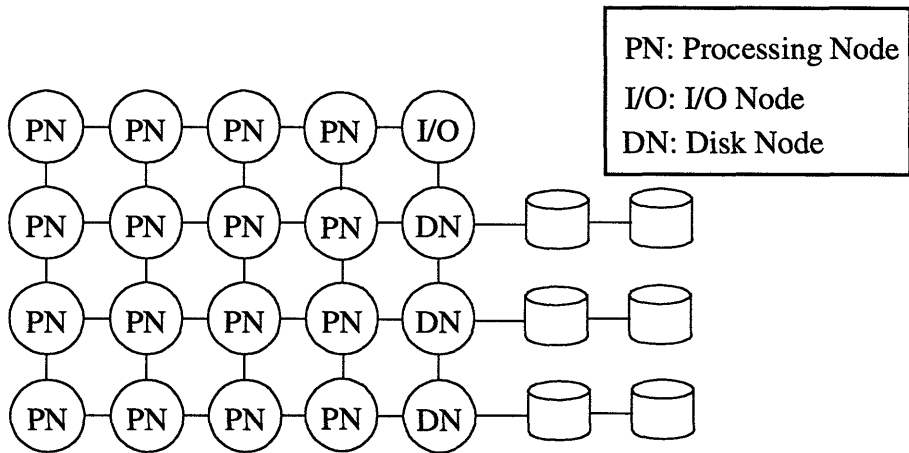 PN: Processing Node
I/O: I/O Node
DN: Disk Node
PN PN PN PN I/O
PN PN PN PN DN
PN PN PN PN DN
PN PN PN PN DN